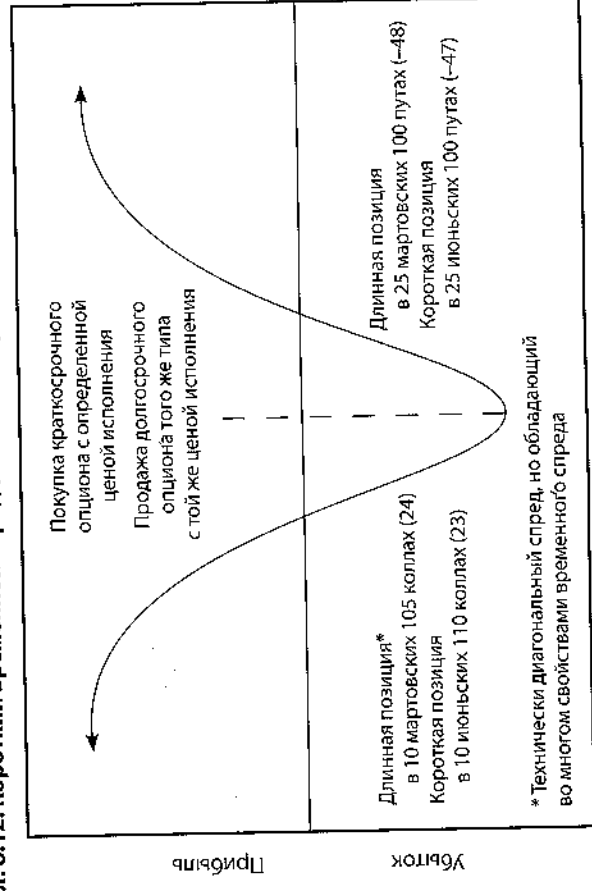 Короткий
Покупка краткосрочного
опциона с определенной
ценой исполнения
Продажа долгосрочного
опциона того же типа
с той же ценой исполнения
Прибыль
Убыток
Длинная позиция*
в 10 мартовских 105 коллах (24)
Короткая позиция
в 10 июньских 110 коллах (23)
Длинная позиция
в 25 мартовских 100 путах (–48)
Короткая позиция
в 25 июньских 100 путах (–47)
* Технически диагональный спред, но обладающий
во многом свойствами временного спреда